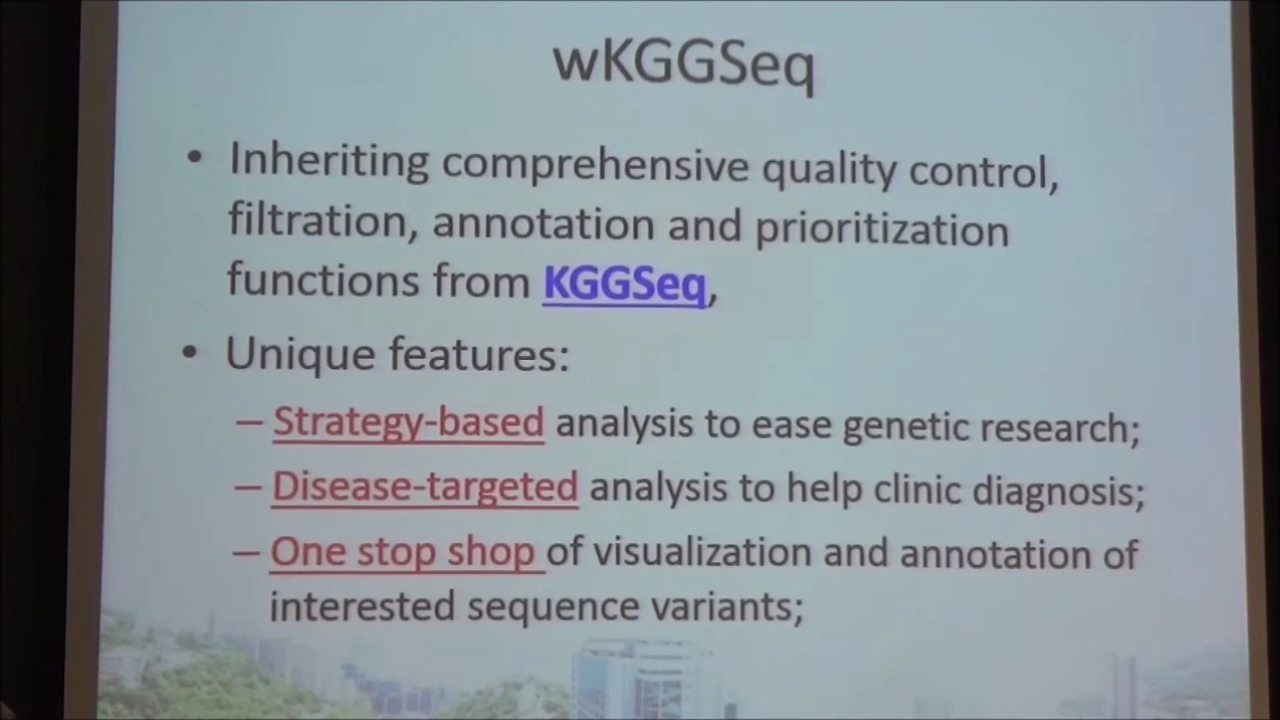 wKGGSeq
• Inheriting comprehensive quality control,
filtration, annotation and prioritization
functions from KGGSeq,
• Unique features:
– Strategy-based analysis to ease genetic research;
– Disease-targeted analysis to help clinic diagnosis;
– One stop shop of visualization and annotation of
interested sequence variants;